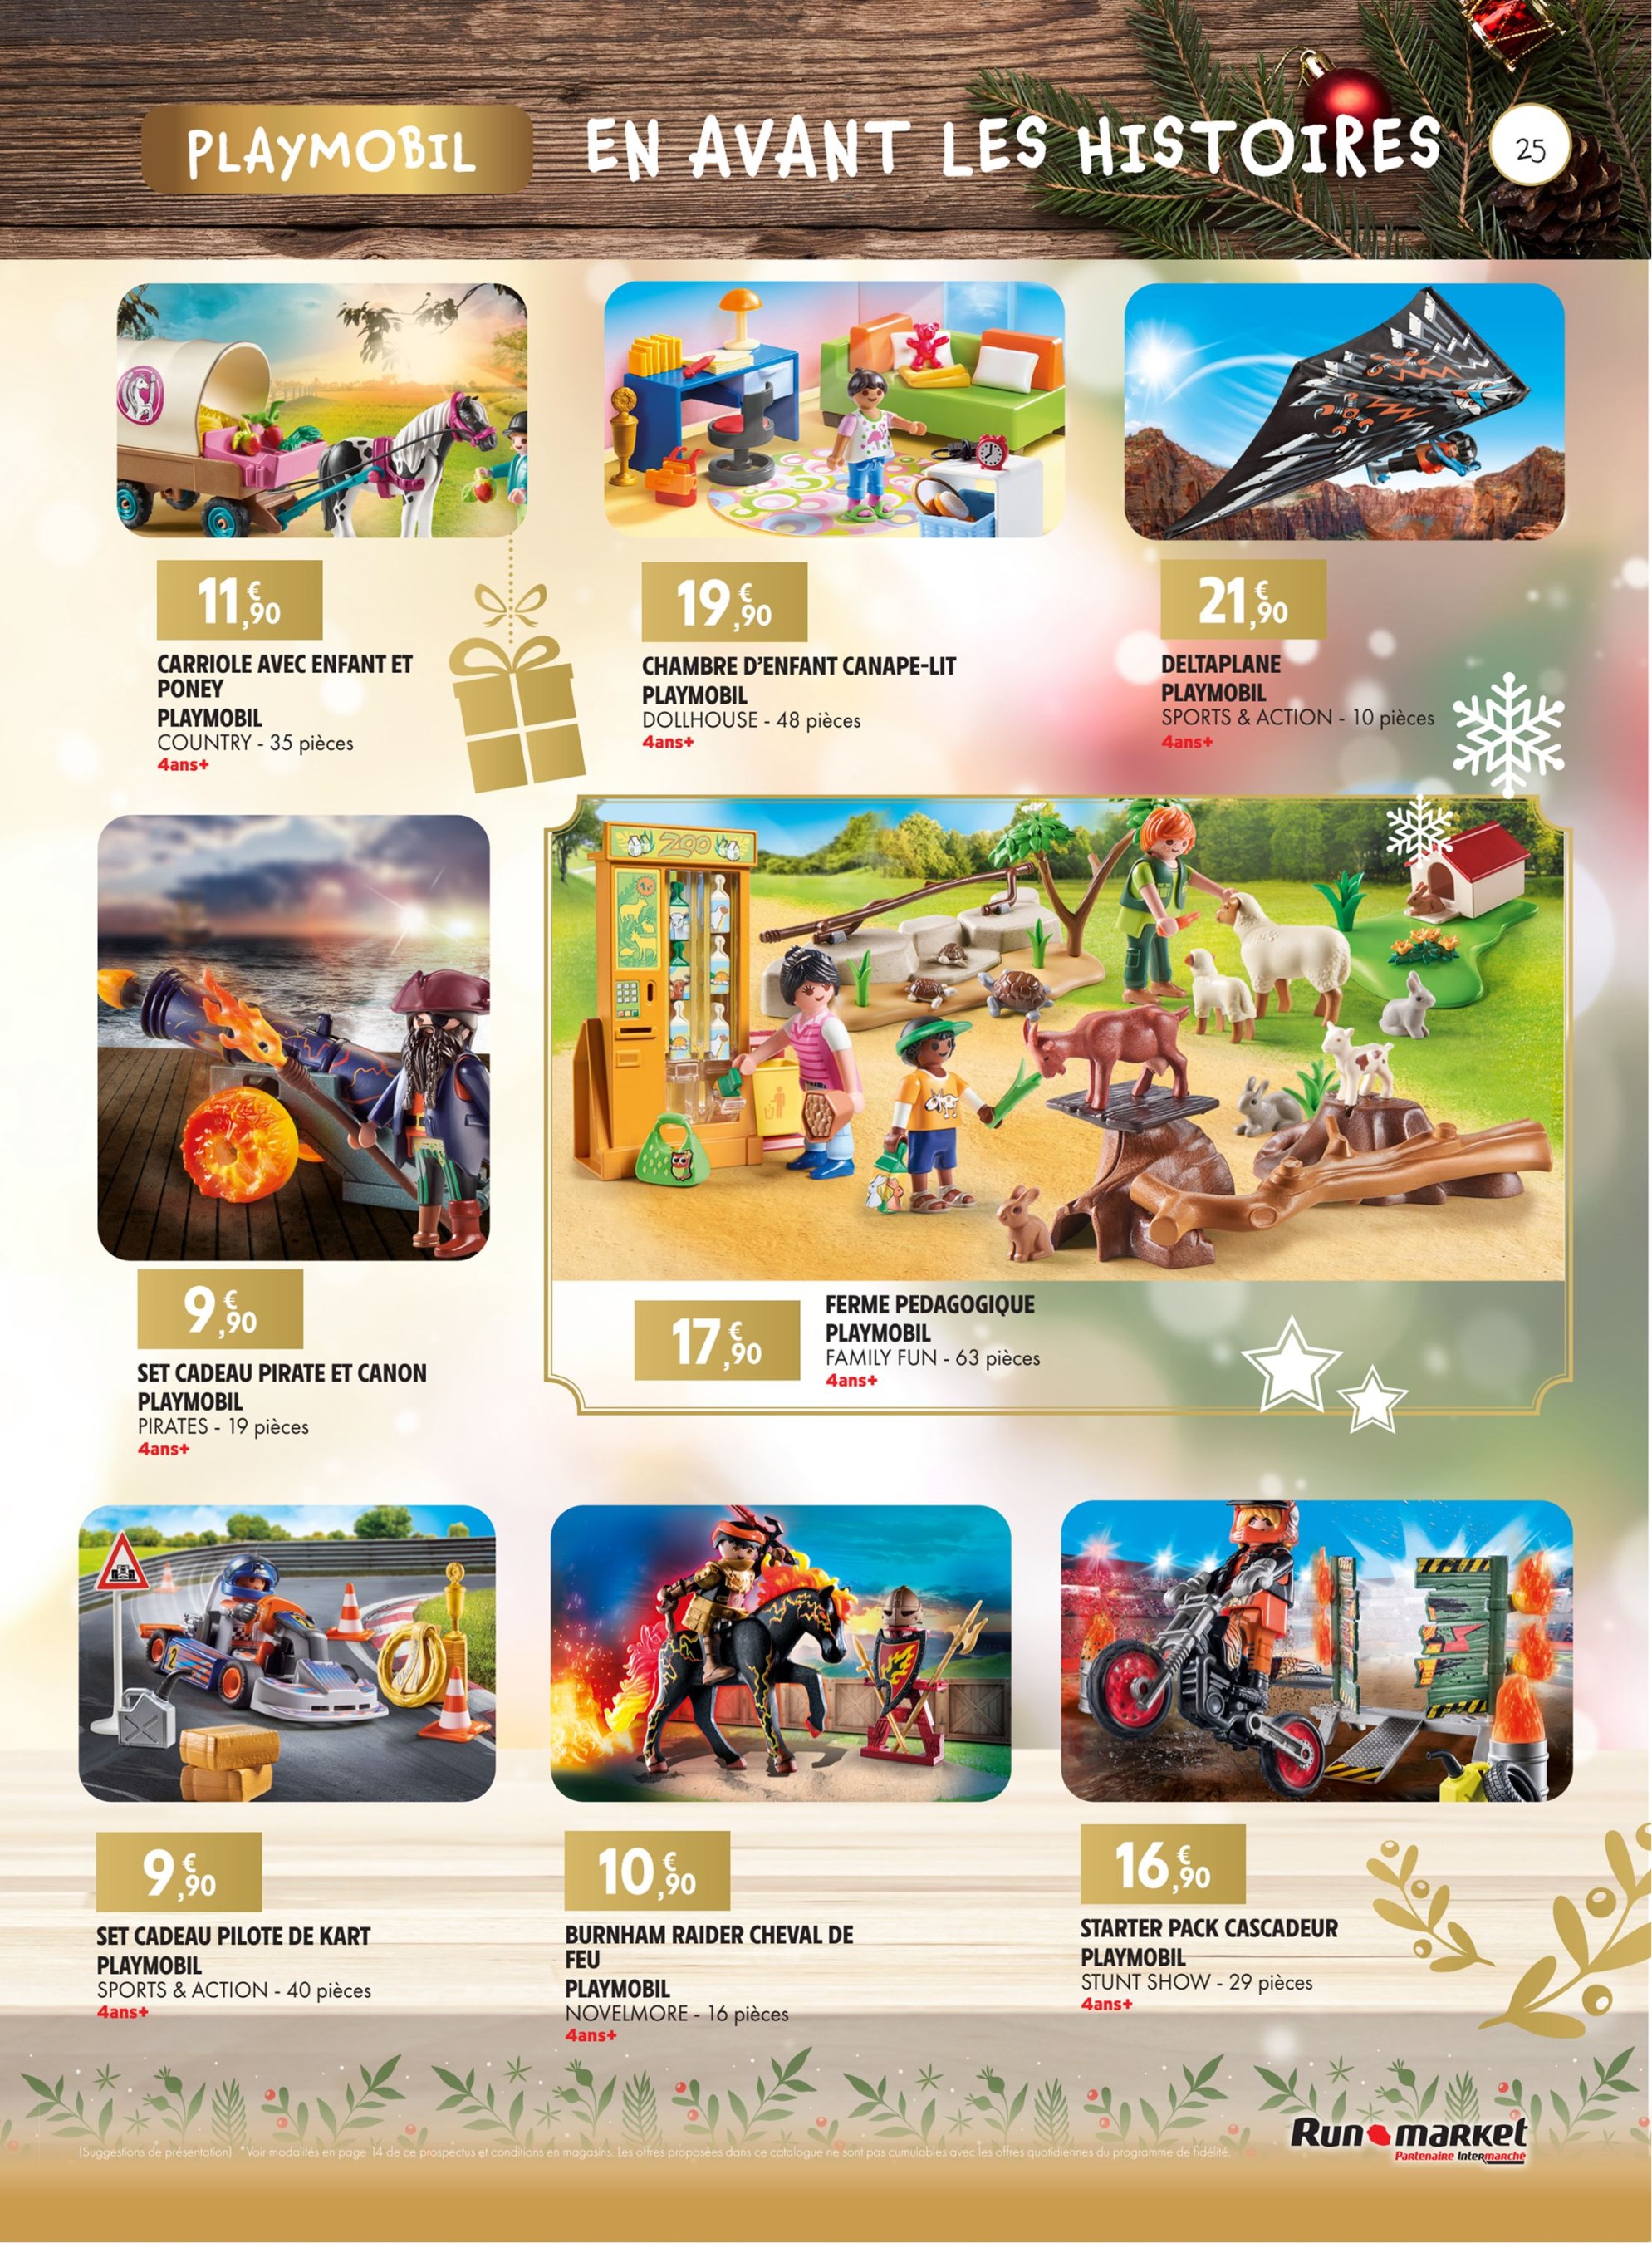 PLAYMOBIL
EN AVANT LES HISTOIRES
25
11,€90
CARRIOLE AVEC ENFANT ET
PONEY
PLAYMOBIL
COUNTRY - 35 pièces
4ans+
19,€90
CHAMBRE D'ENFANT CANAPE-LIT
PLAYMOBIL
DOLLHOUSE - 48 pièces
4ans+
21,€90
DELTAPLANE
PLAYMOBIL
SPORTS & ACTION - 10 pièces
4ans+
9,€90
SET CADEAU PIRATE ET CANON
PLAYMOBIL
PIRATES - 19 pièces
4ans+
ZOO
17,€90
FERME PEDAGOGIQUE
PLAYMOBIL
FAMILY FUN - 63 pièces
4ans+
2
9,€90
SET CADEAU PILOTE DE KART
PLAYMOBIL
SPORTS & ACTION - 40 pièces
4ans+
10,€90
BURNHAM RAIDER CHEVAL DE
FEU
PLAYMOBIL
NOVELMORE - 16 pièces
4ans+
16,€90
STARTER PACK CASCADEUR
PLAYMOBIL
STUNT SHOW - 29 pièces
4ans+
Run market
Partenaire Intermarché
(Suggestions de présentation) *Voir modalités en page 14 de ce prospectus et conditions en magasins. Les offres proposées dans ce catalogue ne sont pas cumulables avec les offres quotidiennes du programme de fidélité.